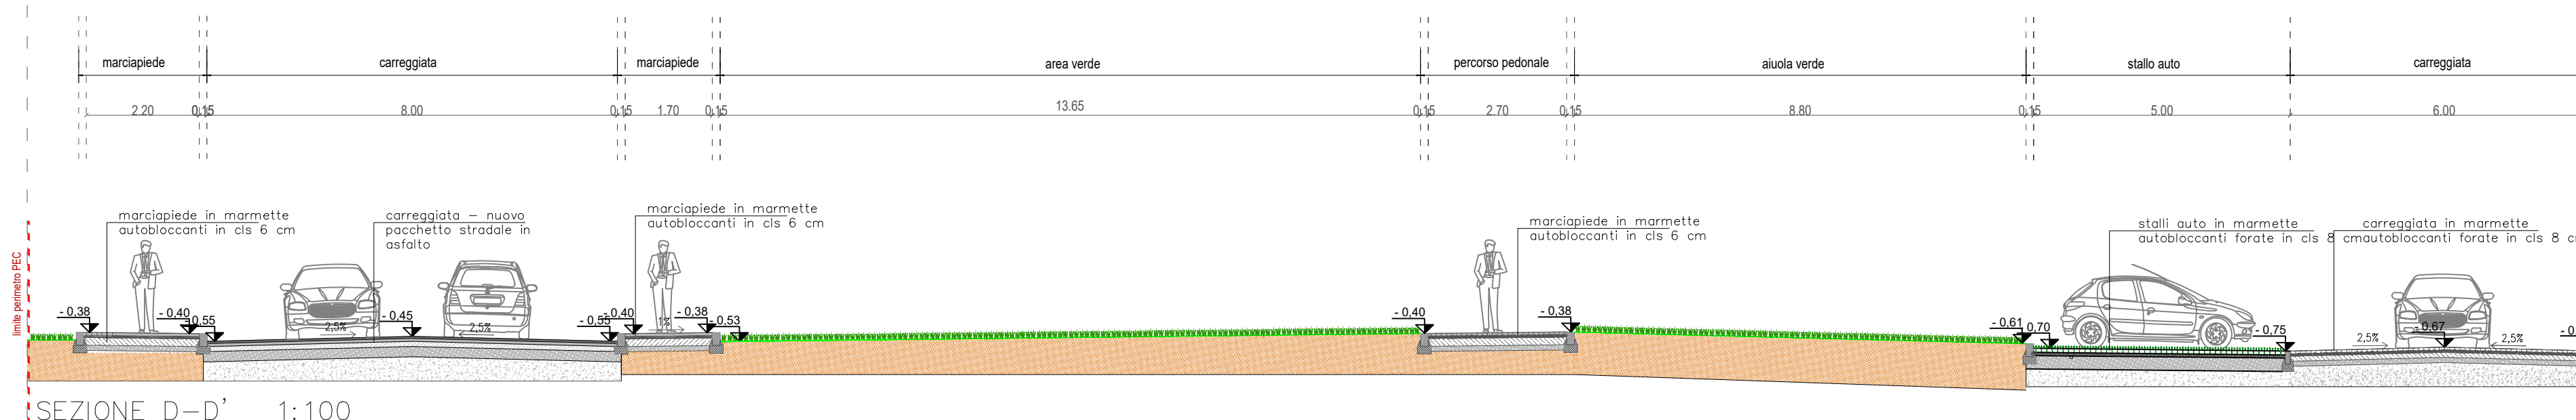 marciapiede carreggiata marciapiede area verde percorso pedonale aiuola verde stallo auto carreggiata
2.20 0.15 8.00 0.15 1.70 0.15 13.65 0.15 2.70 0.15 8.80 0.15 5.00 6.00
marciapiede in marmette
autobloccanti in cls 6 cm
carreggiata – nuovo
pacchetto stradale in
asfalto
marciapiede in marmette
autobloccanti in cls 6 cm
marciapiede in marmette
autobloccanti in cls 6 cm
stalli auto in marmette
autobloccanti forate in cls 8 cm
carreggiata in marmette
autobloccanti forate in cls 8
limite perimetro PEC
- 0,38 - 0,40 0,55 2,5% - 0,45 2,5% - 0,55 -0,40 1% - 0,38 -0,53 - 0,40 - 0,38 - 0,61 0,70 - 0,75 2,5% 0,67 2,5%
SEZIONE D-D' 1:100